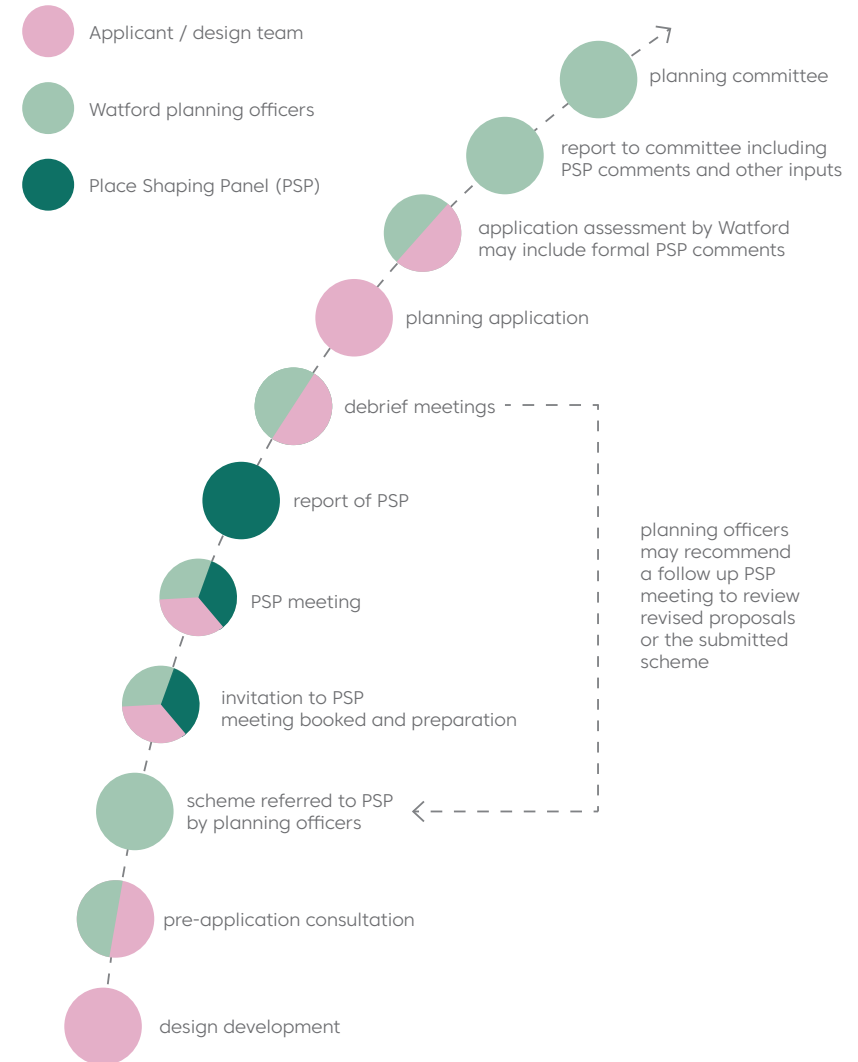 Applicant / design team
Watford planning officers
Place Shaping Panel (PSP)
planning committee
report to committee including
PSP comments and other inputs
application assessment by Watford
may include formal PSP comments
planning application
debrief meetings
report of PSP
planning officers
may recommend
a follow up PSP
meeting to review
revised proposals
or the submitted
scheme
PSP meeting
invitation to PSP
meeting booked and preparation
scheme referred to PSP
by planning officers
pre-application consultation
design development